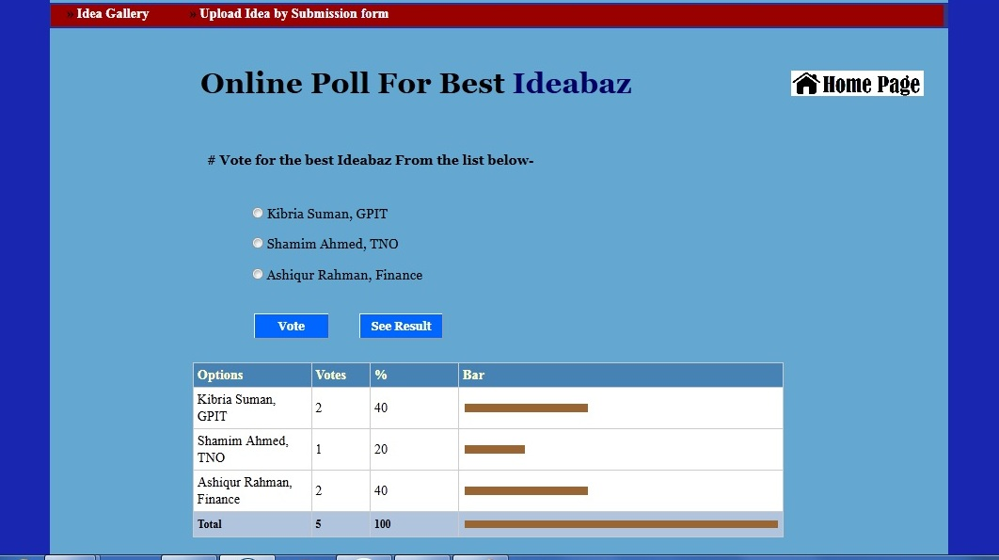 » Idea Gallery » Upload Idea by Submission form
Online Poll For Best Ideabaz
Home Page
# Vote for the best Ideabaz From the list below-
Kibria Suman, GPIT
Shamim Ahmed, TNO
Ashiqur Rahman, Finance
Vote See Result
Options Votes % Bar
Kibria Suman,
GPIT
2 40
Shamim Ahmed,
TNO
1 20
Ashiqur Rahman,
Finance
2 40
Total 5 100